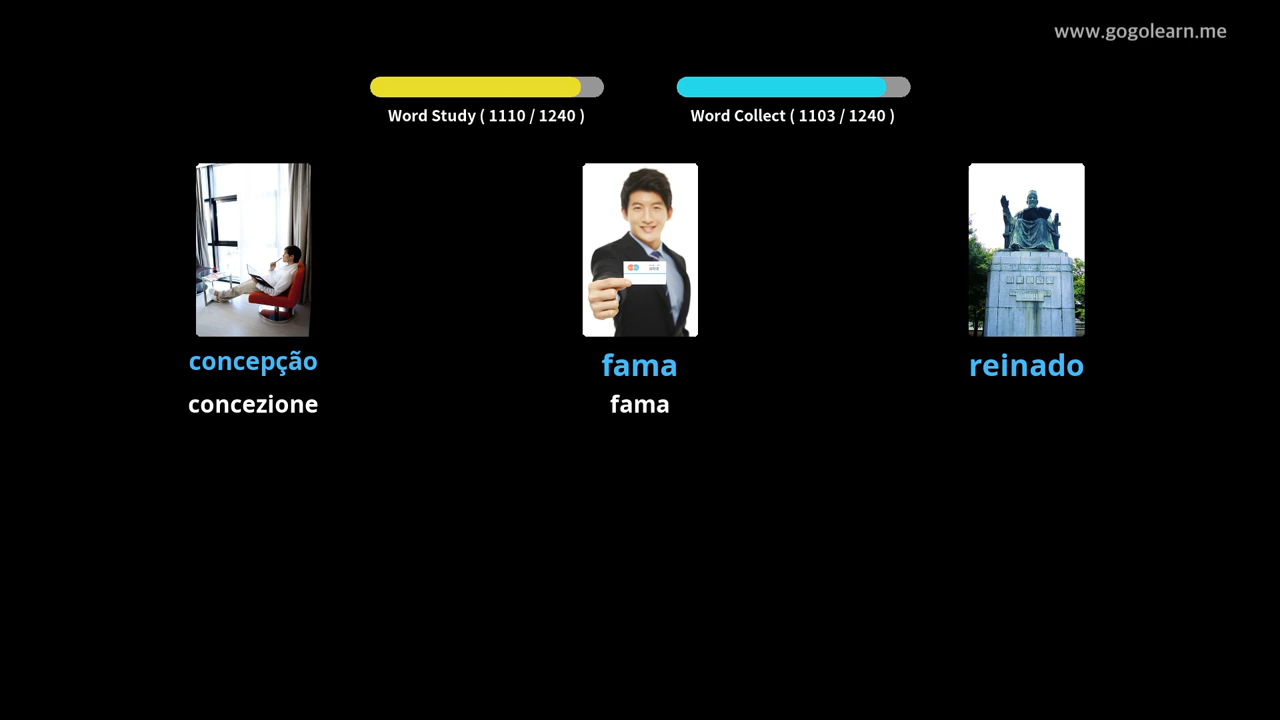 www.gogolearn.me
Word Study ( 1110 / 1240 )
Word Collect ( 1103 / 1240 )
concepção
fama
reinado
concezione
fama